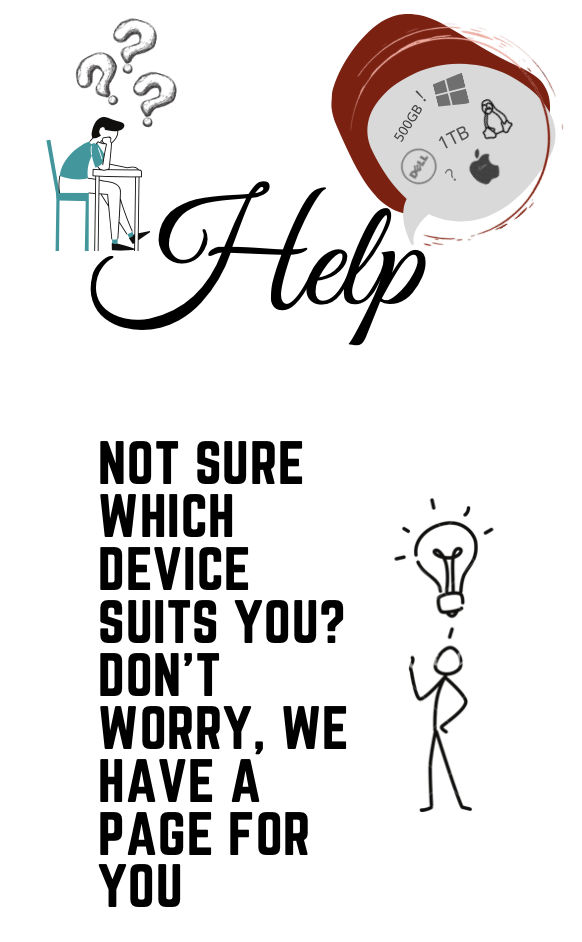 ? ? ?
500GB !
1TB
DELL
?
Help
NOT SURE
WHICH
DEVICE
SUITS YOU?
DON'T
WORRY, WE
HAVE A
PAGE FOR
YOU